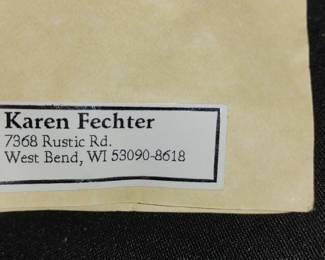 Karen Fechter
7368 Rustic Rd.
West Bend, WI 53090-8618